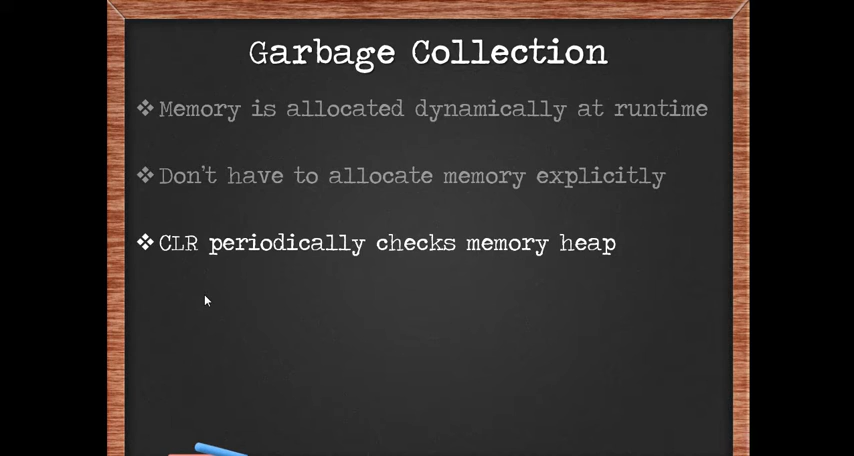 Garbage Collection
❖ Memory is allocated dynamically at runtime
❖ Don't have to allocate memory explicitly
❖ CLR periodically checks memory heap